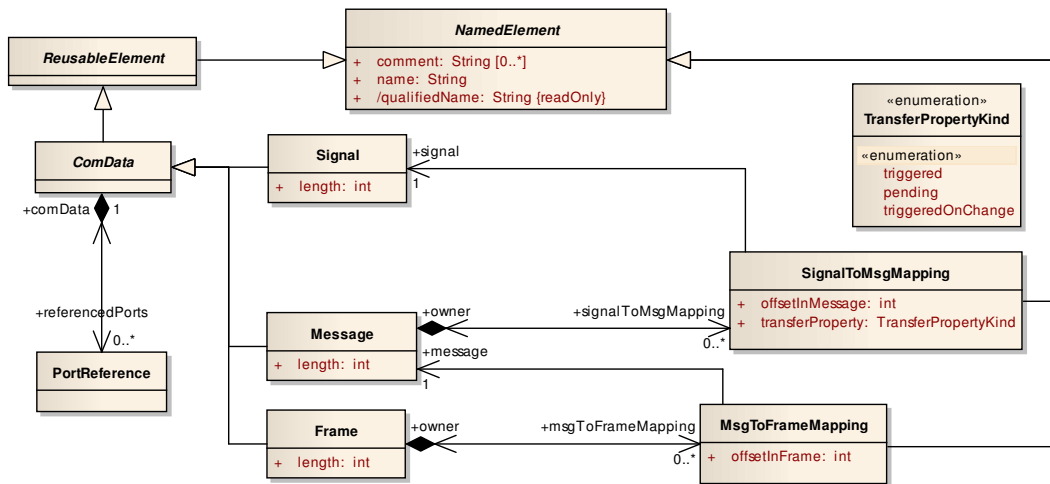 NamedElement
+ comment: String [0..*]
+ name: String
+ /qualifiedName: String {readOnly}
ReusableElement
«enumeration»
TransferPropertyKind
«enumeration»
triggered
pending
triggeredOnChange
ComData
Signal
+ length: int
+signal
1
+comData
1
SignalToMsgMapping
+ offsetInMessage: int
+ transferProperty: TransferPropertyKind
+referencedPorts
0..*
PortReference
Message
+ length: int
+owner
+signalToMsgMapping
0..*
+message
1
Frame
+ length: int
+owner
+msgToFrameMapping
0..*
MsgToFrameMapping
+ offsetInFrame: int